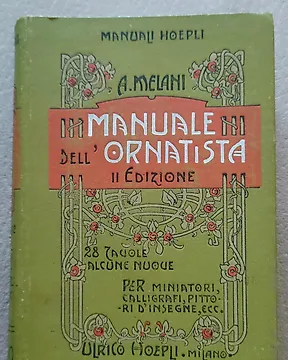 MANUALI HOEPLI
A. MELANI
MANUALE
DELL' ORNATISTA
II EDIZIONE
28 TAVOLE
ALCUNE NUOVE
PER MINIATORI,
CALLIGRAFI, PITTO-
RI D'INSEGNE, ECC.
ULRICO HOEPLI. MILANO